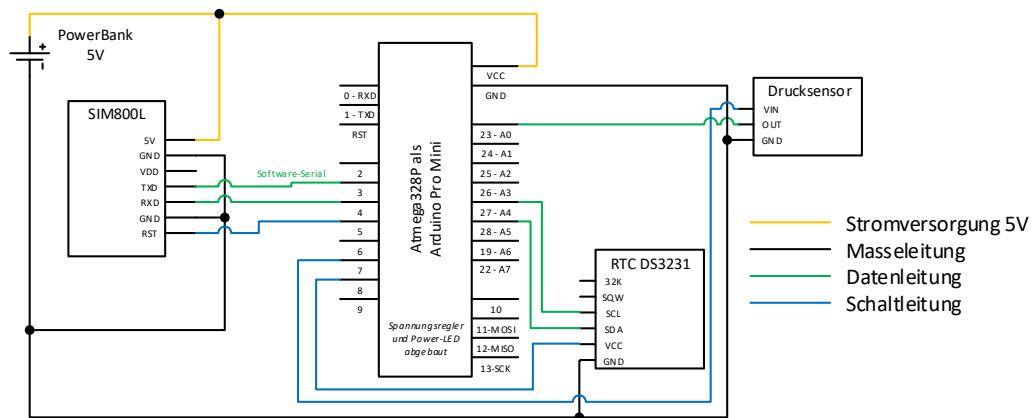 PowerBank
5V
SIM800L
5V
GND
VDD
TXD
RXD
GND
RST
Software-Serial
0 - RXD
1 - TXD
RST
2
3
4
5
6
7
8
9
Atmega328P als
Arduino Pro Mini
Spannungsregler
und Power-LED
abgebaut
VCC
GND
23 - A0
24 - A1
25 - A2
26 - A3
27 - A4
28 - A5
19 - A6
22 - A7
10
11-MOSI
12-MISO
13-SCK
Drucksensor
VIN
OUT
GND
RTC DS3231
32K
SQW
SCL
SDA
VCC
GND
Stromversorgung 5V
Masseleitung
Datenleitung
Schaltleitung